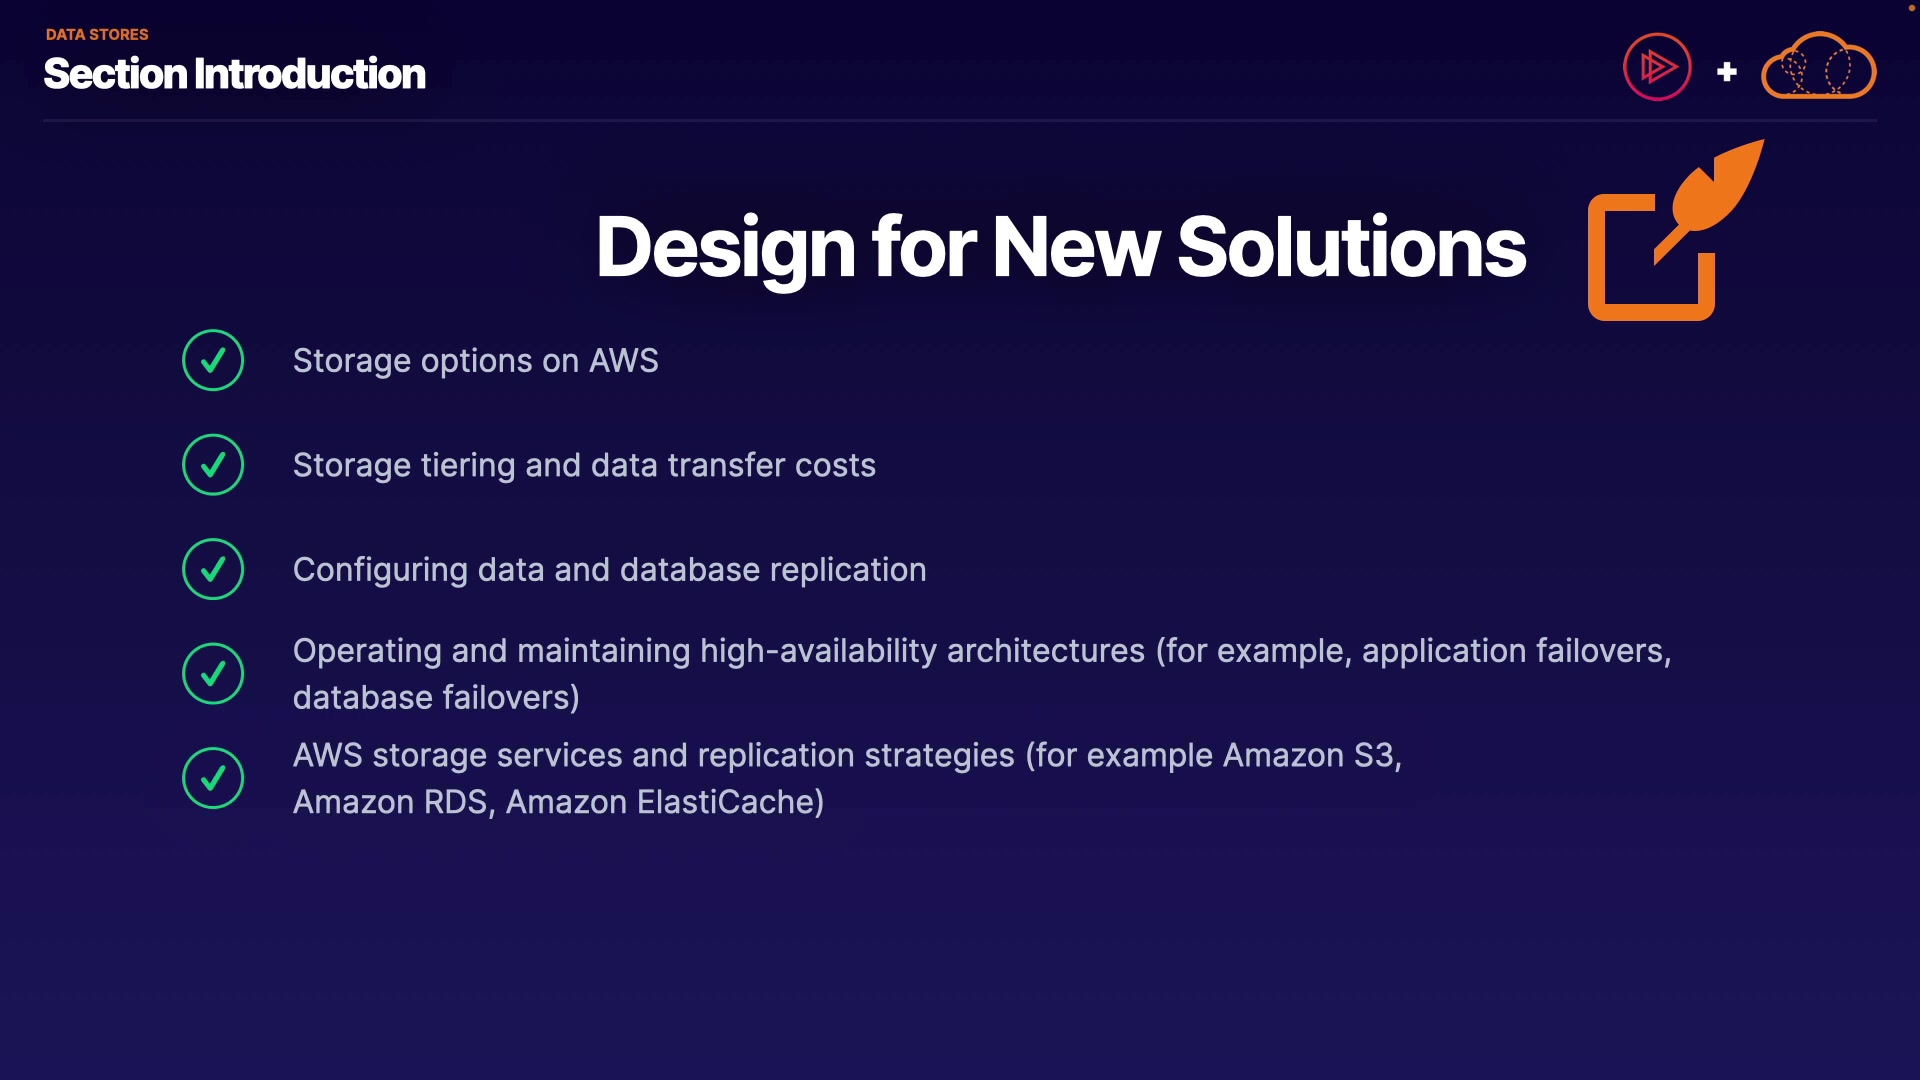 DATA STORES
Section Introduction
Design for New Solutions
Storage options on AWS
Storage tiering and data transfer costs
Configuring data and database replication
Operating and maintaining high-availability architectures (for example, application failovers,
database failovers)
AWS storage services and replication strategies (for example Amazon S3,
Amazon RDS, Amazon ElastiCache)